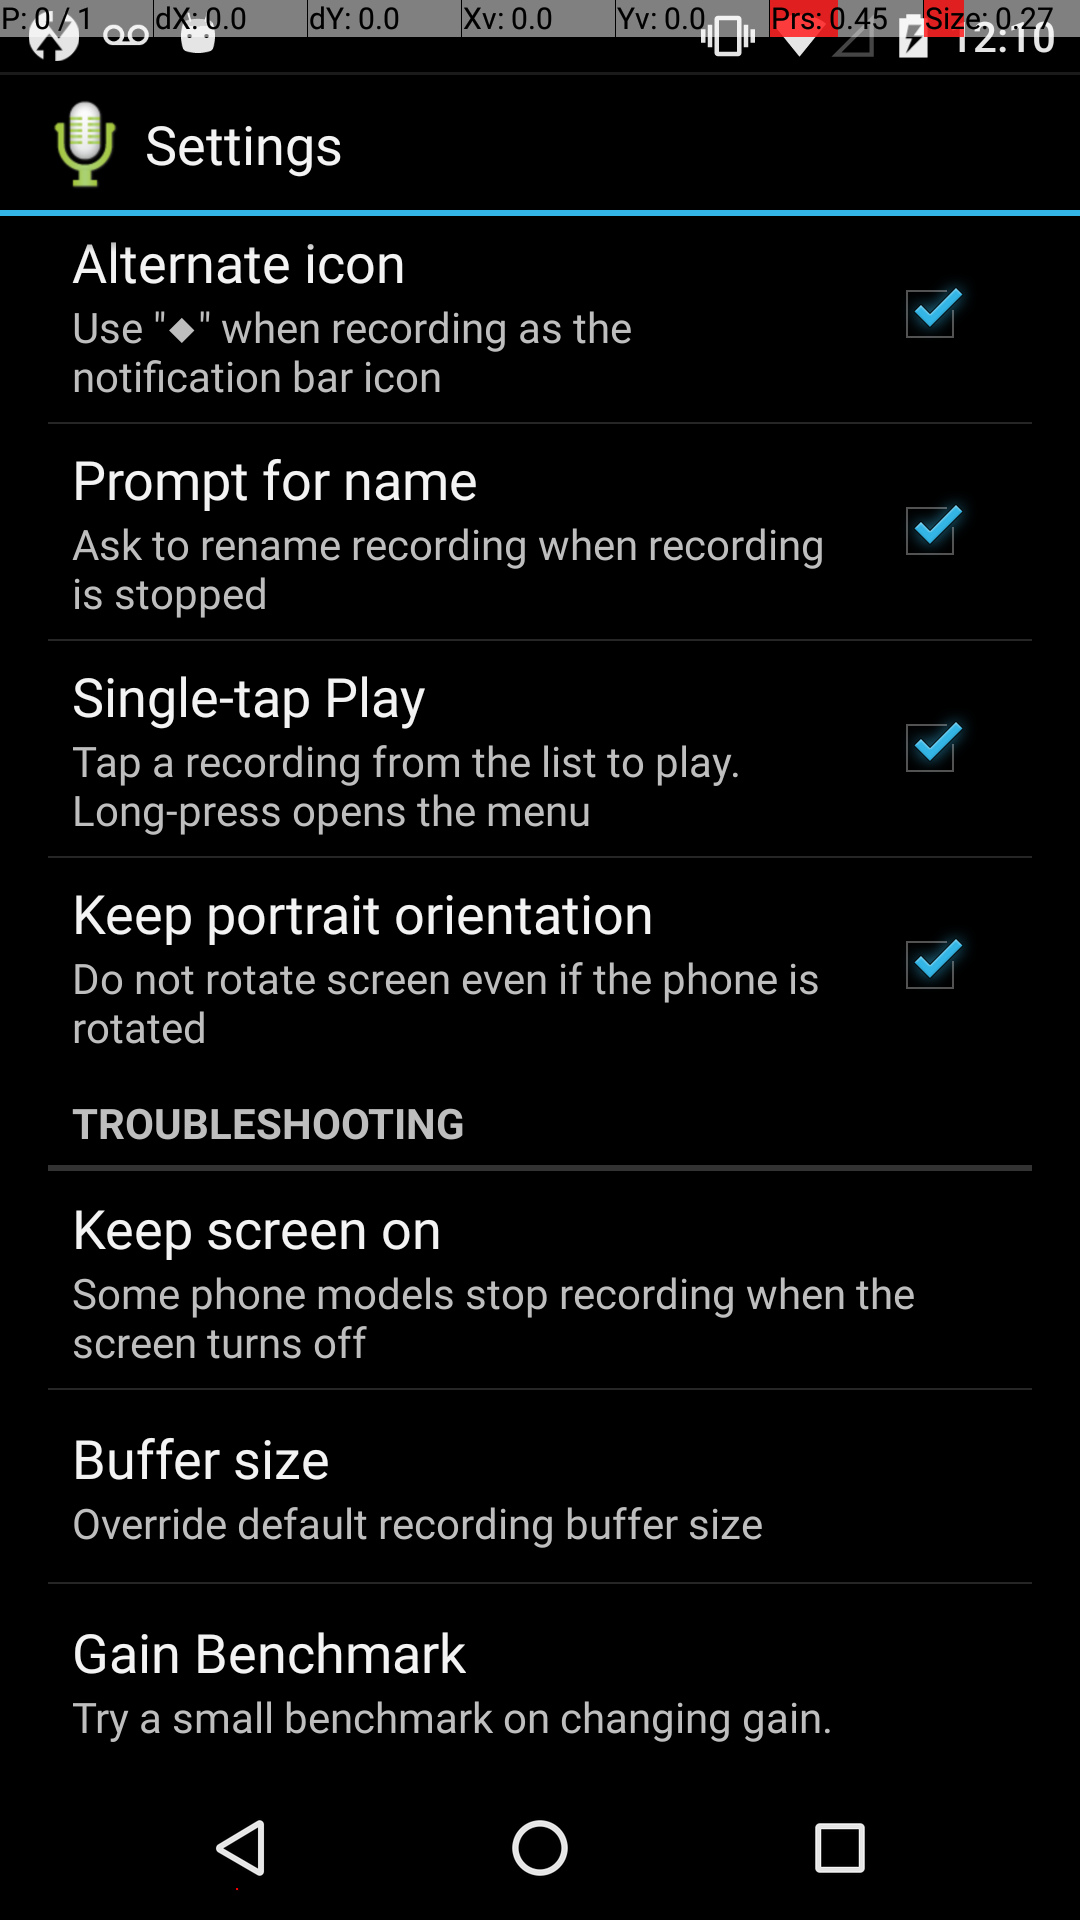 P: 0 / 1 dX: 0.0 dY: 0.0 Xv: 0.0 Yv: 0.0 Prs: 0.45 Size: 0.27
12:10
Settings
Alternate icon
Use "◆" when recording as the
notification bar icon
Prompt for name
Ask to rename recording when recording
is stopped
Single-tap Play
Tap a recording from the list to play.
Long-press opens the menu
Keep portrait orientation
Do not rotate screen even if the phone is
rotated
TROUBLESHOOTING
Keep screen on
Some phone models stop recording when the
screen turns off
Buffer size
Override default recording buffer size
Gain Benchmark
Try a small benchmark on changing gain.